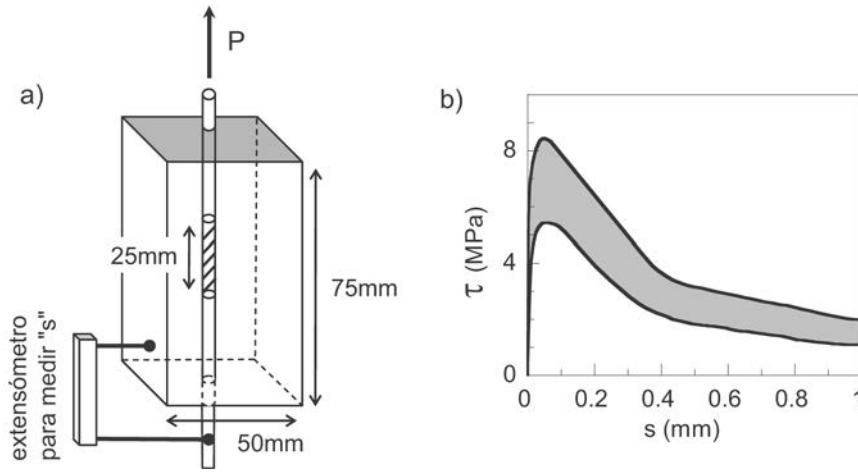 a)
P
25mm
75mm
50mm
extensómetro
para medir "s"
b)
τ (MPa)
8
4
0
0
0.2
0.4
0.6
0.8
1
s (mm)